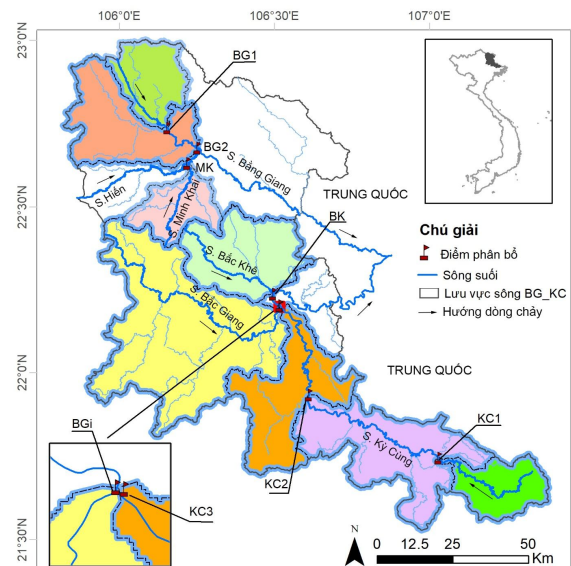 106°0'E 106°,5'N 107°0'E
23°0'N
BG1
BG2
S. Bằng Giang
MK
S.Hiến
TRUNG QUỐC
22°30'N
S. Minh Khai
BK
Chú giải
Điểm phân bổ
S. Bắc Khê
Sông suối
Lưu vực sông BG_KC
S. Bắc Giang
Hướng dòng chảy
22°0'N
TRUNG QUỐC
BGi
KC1
S. Kỳ Cùng
KC2
KC3
N
21°30'N
0 12.5 25 50
Km